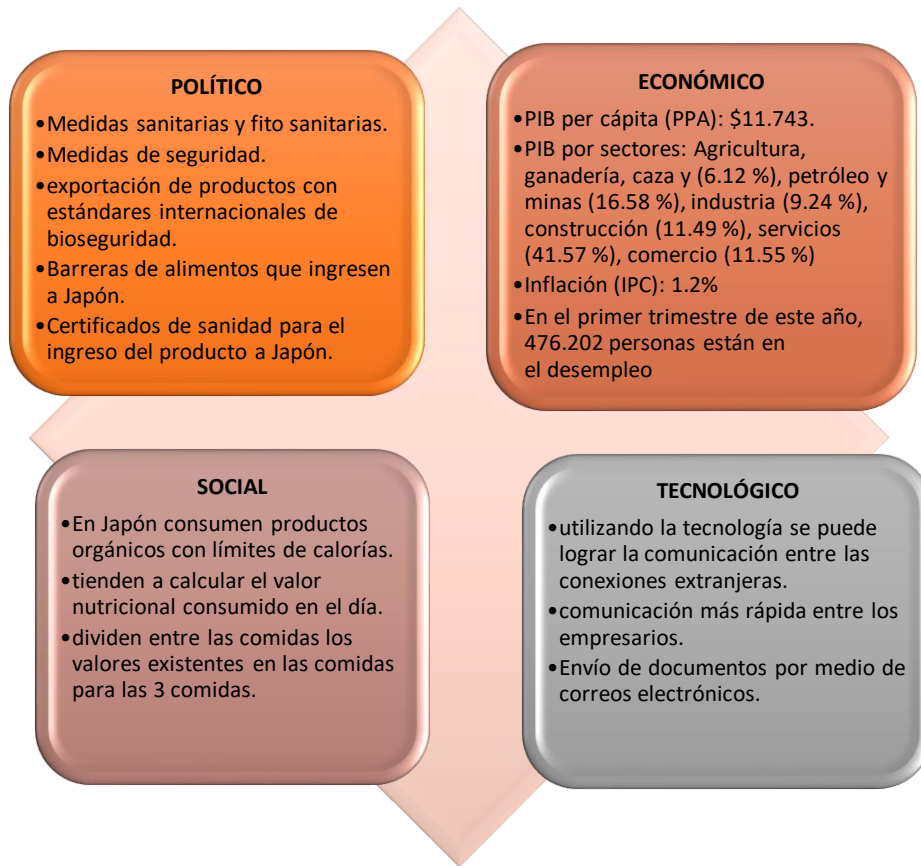 POLÍTICO
•Medidas sanitarias y fito sanitarias.
•Medidas de seguridad.
•exportación de productos con
estándares internacionales de
bioseguridad.
•Barreras de alimentos que ingresen
a Japón.
•Certificados de sanidad para el
ingreso del producto a Japón.
ECONÓMICO
•PIB per cápita (PPA): $11.743.
•PIB por sectores: Agricultura,
ganadería, caza y (6.12 %), petróleo y
minas (16.58 %), industria (9.24 %),
construcción (11.49 %), servicios
(41.57 %), comercio (11.55 %)
•Inflación (IPC): 1.2%
•En el primer trimestre de este año,
476.202 personas están en
el desempleo
SOCIAL
•En Japón consumen productos
orgánicos con límites de calorías.
•tienden a calcular el valor
nutricional consumido en el día.
•dividen entre las comidas los
valores existentes en las comidas
para las 3 comidas.
TECNOLÓGICO
•utilizando la tecnología se puede
lograr la comunicación entre las
conexiones extranjeras.
•comunicación más rápida entre los
empresarios.
•Envío de documentos por medio de
correos electrónicos.